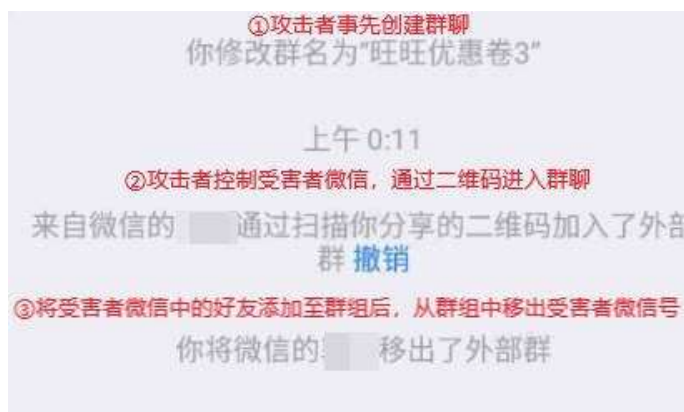 ①攻击者事先创建群聊
你修改群名为"旺旺优惠卷3"
上午 0:11
②攻击者控制受害者微信，通过二维码进入群聊
来自微信的 通过扫描你分享的二维码加入了外部
群 撤销
③将受害者微信中的好友添加至群组后，从群组中移出受害者微信号
你将微信的 移出了外部群